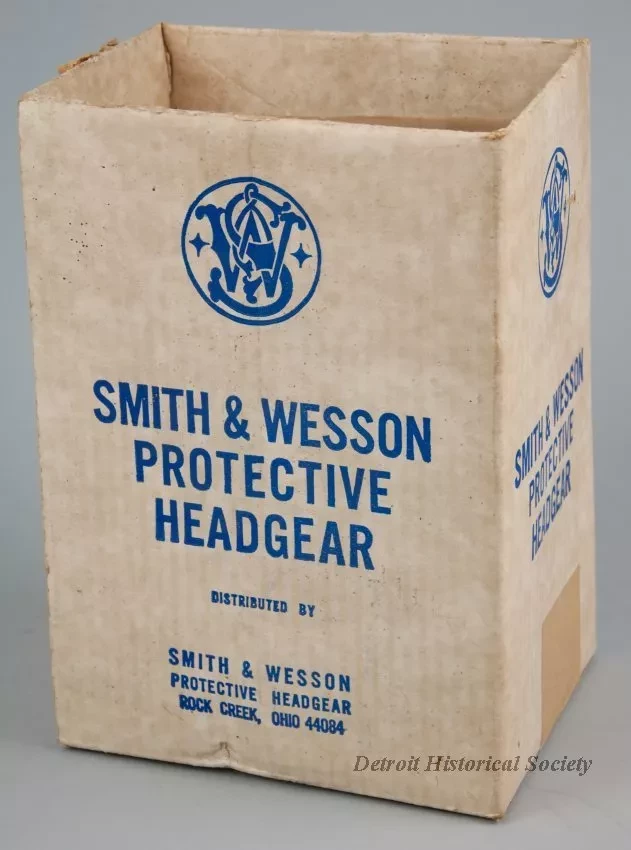 SMITH & WESSON
PROTECTIVE
HEADGEAR
DISTRIBUTED BY
SMITH & WESSON
PROTECTIVE HEADGEAR
ROCK CREEK, OHIO 44084
SMITH & WESSON
PROTECTIVE
HEADGEAR
Detroit Historical Society